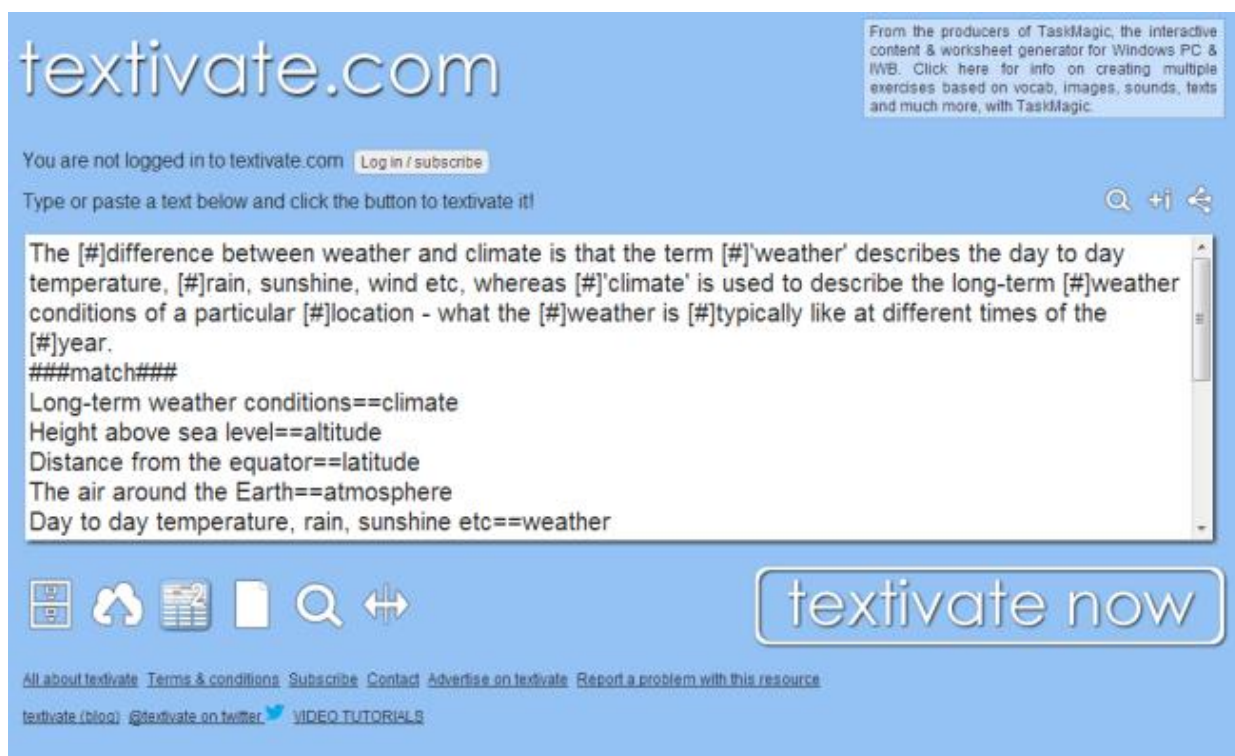 textivate.com
From the producers of TaskMagic, the interactive
content & worksheet generator for Windows PC &
IWB. Click here for info on creating multiple
exercises based on vocab, images, sounds, texts
and much more, with TaskMagic.
You are not logged in to textivate.com Log in / subscribe
Type or paste a text below and click the button to textivate it!
+i
The [#]difference between weather and climate is that the term [#]'weather' describes the day to day
temperature, [#]rain, sunshine, wind etc, whereas [#]'climate' is used to describe the long-term [#]weather
conditions of a particular [#]location - what the [#]weather is [#]typically like at different times of the
[#]year.
###match###
Long-term weather conditions==climate
Height above sea level==altitude
Distance from the equator==latitude
The air around the Earth==atmosphere
Day to day temperature, rain, sunshine etc==weather
2
textivate now
All about textivate Terms & conditions Subscribe Contact Advertise on textivate Report a problem with this resource
textivate (blog) @textivate on twitter VIDEO TUTORIALS